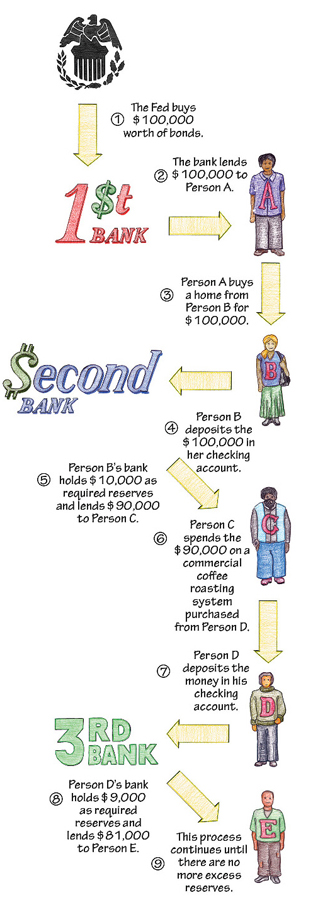 ① The Fed buys
$100,000
worth of bonds.
The bank lends
② $100,000 to
Person A.
1$t
BANK
A
Person A buys
a home from
③ Person B for
$100,000.
$econd
BANK
B
Person B
④ deposits the
$100,000 in
her checking
account.
Person B's bank
⑤ holds $10,000 as
required reserves
and lends $90,000
to Person C.
C
Person C
⑥ spends the
$90,000 on a
commercial
coffee
roasting
system
purchased
from Person D.
Person D
⑦ deposits the
money in his
checking
account.
D
3RD
BANK
Person D's bank
⑧ holds $9,000
as required
reserves and
lends $81,000
to Person E.
E
This process
continues until
⑨ there are no
more excess
reserves.